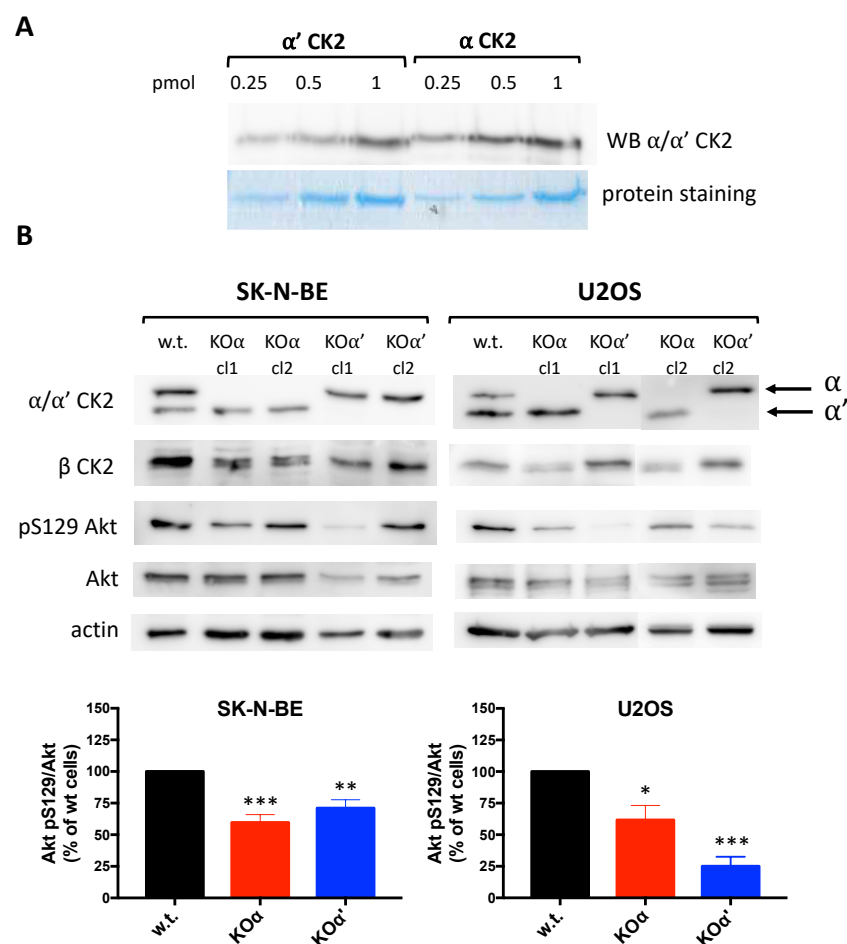 A
α’ CK2 α CK2
pmol 0.25 0.5 1 0.25 0.5 1
WB α/α’ CK2
protein staining
B
SK-N-BE U2OS
w.t. KOα KOα KOα’ KOα’ w.t. KOα KOα’ KOα KOα’
cl1 cl2 cl1 cl2 cl1 cl1 cl2 cl2
α/α’ CK2 α
α’
β CK2
pS129 Akt
Akt
actin
SK-N-BE
Akt pS129/Akt
(% of wt cells)
150
125
100
75
50
25
0
***
**
w.t. KOα KOα'
U2OS
Akt pS129/Akt
(% of wt cells)
150
125
100
75
50
25
0
*
***
w.t. KOα KOα'